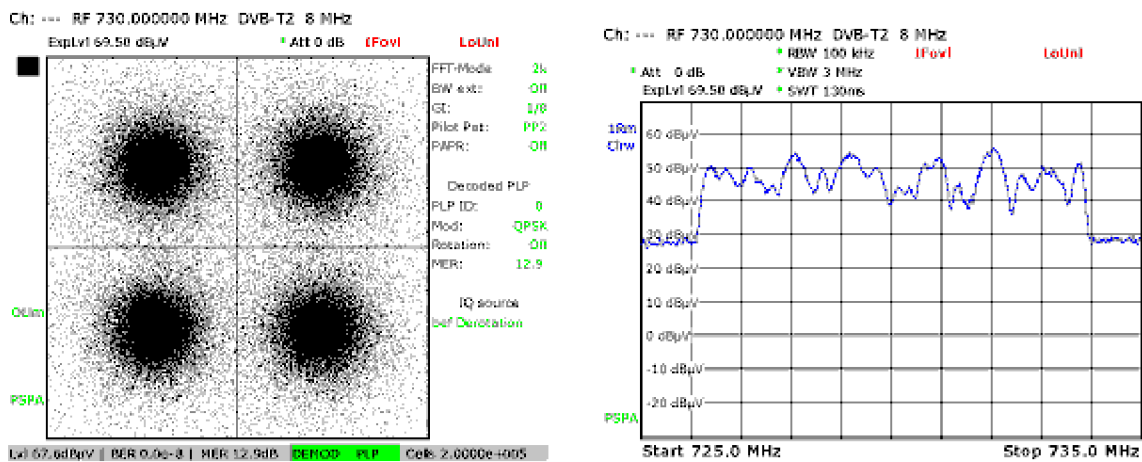 Ch: --- RF 730.000000 MHz DVB-T2 8 MHz
ExpLvl 69.50 dBµV * Att 0 dB [Fov] LoUnl
FFT-Mode 2k
BW ext: Off
GI: 1/8
Pilot Pat: PP2
PAPR: Off
Decoded PLP
PLP ID: 0
Mod: QPSK
Rotation: Off
MER: 12.9
IQ source
bef Derotation
PSPA
Lvl 67.6dBµV | BER 0.0e-8 | MER 12.9dB DEMOD PLP Cells 2.0000e+005
Ch: --- RF 730.000000 MHz DVB-T2 8 MHz
* RBW 100 kHz [Fov] LoUnl
* Att 0 dB * VBW 3 MHz
ExpLvl 69.50 dBµV * SWT 130ms
1Rm
Clrw
60 dBµV
50 dBµV
40 dBµV
30 dBµV
20 dBµV
10 dBµV
0 dBµV
-10 dBµV
-20 dBµV
PSPA
Start 725.0 MHz Stop 735.0 MHz